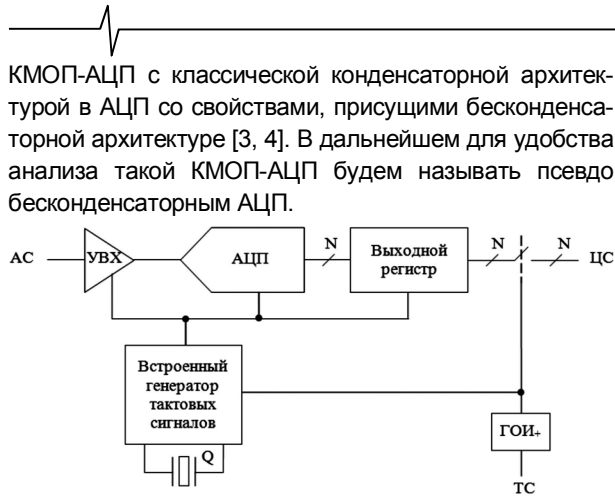 КМОП-АЦП с классической конденсаторной архитек-
турой в АЦП со свойствами, присущими бесконденса-
торной архитектуре [3, 4]. В дальнейшем для удобства
анализа такой КМОП-АЦП будем называть псевдо
бесконденсаторным АЦП.
АС
УВХ
АЦП
N
Выходной
регистр
N
N
ЦС
Встроенный
генератор
тактовых
сигналов
Q
ГОИ+
ТС